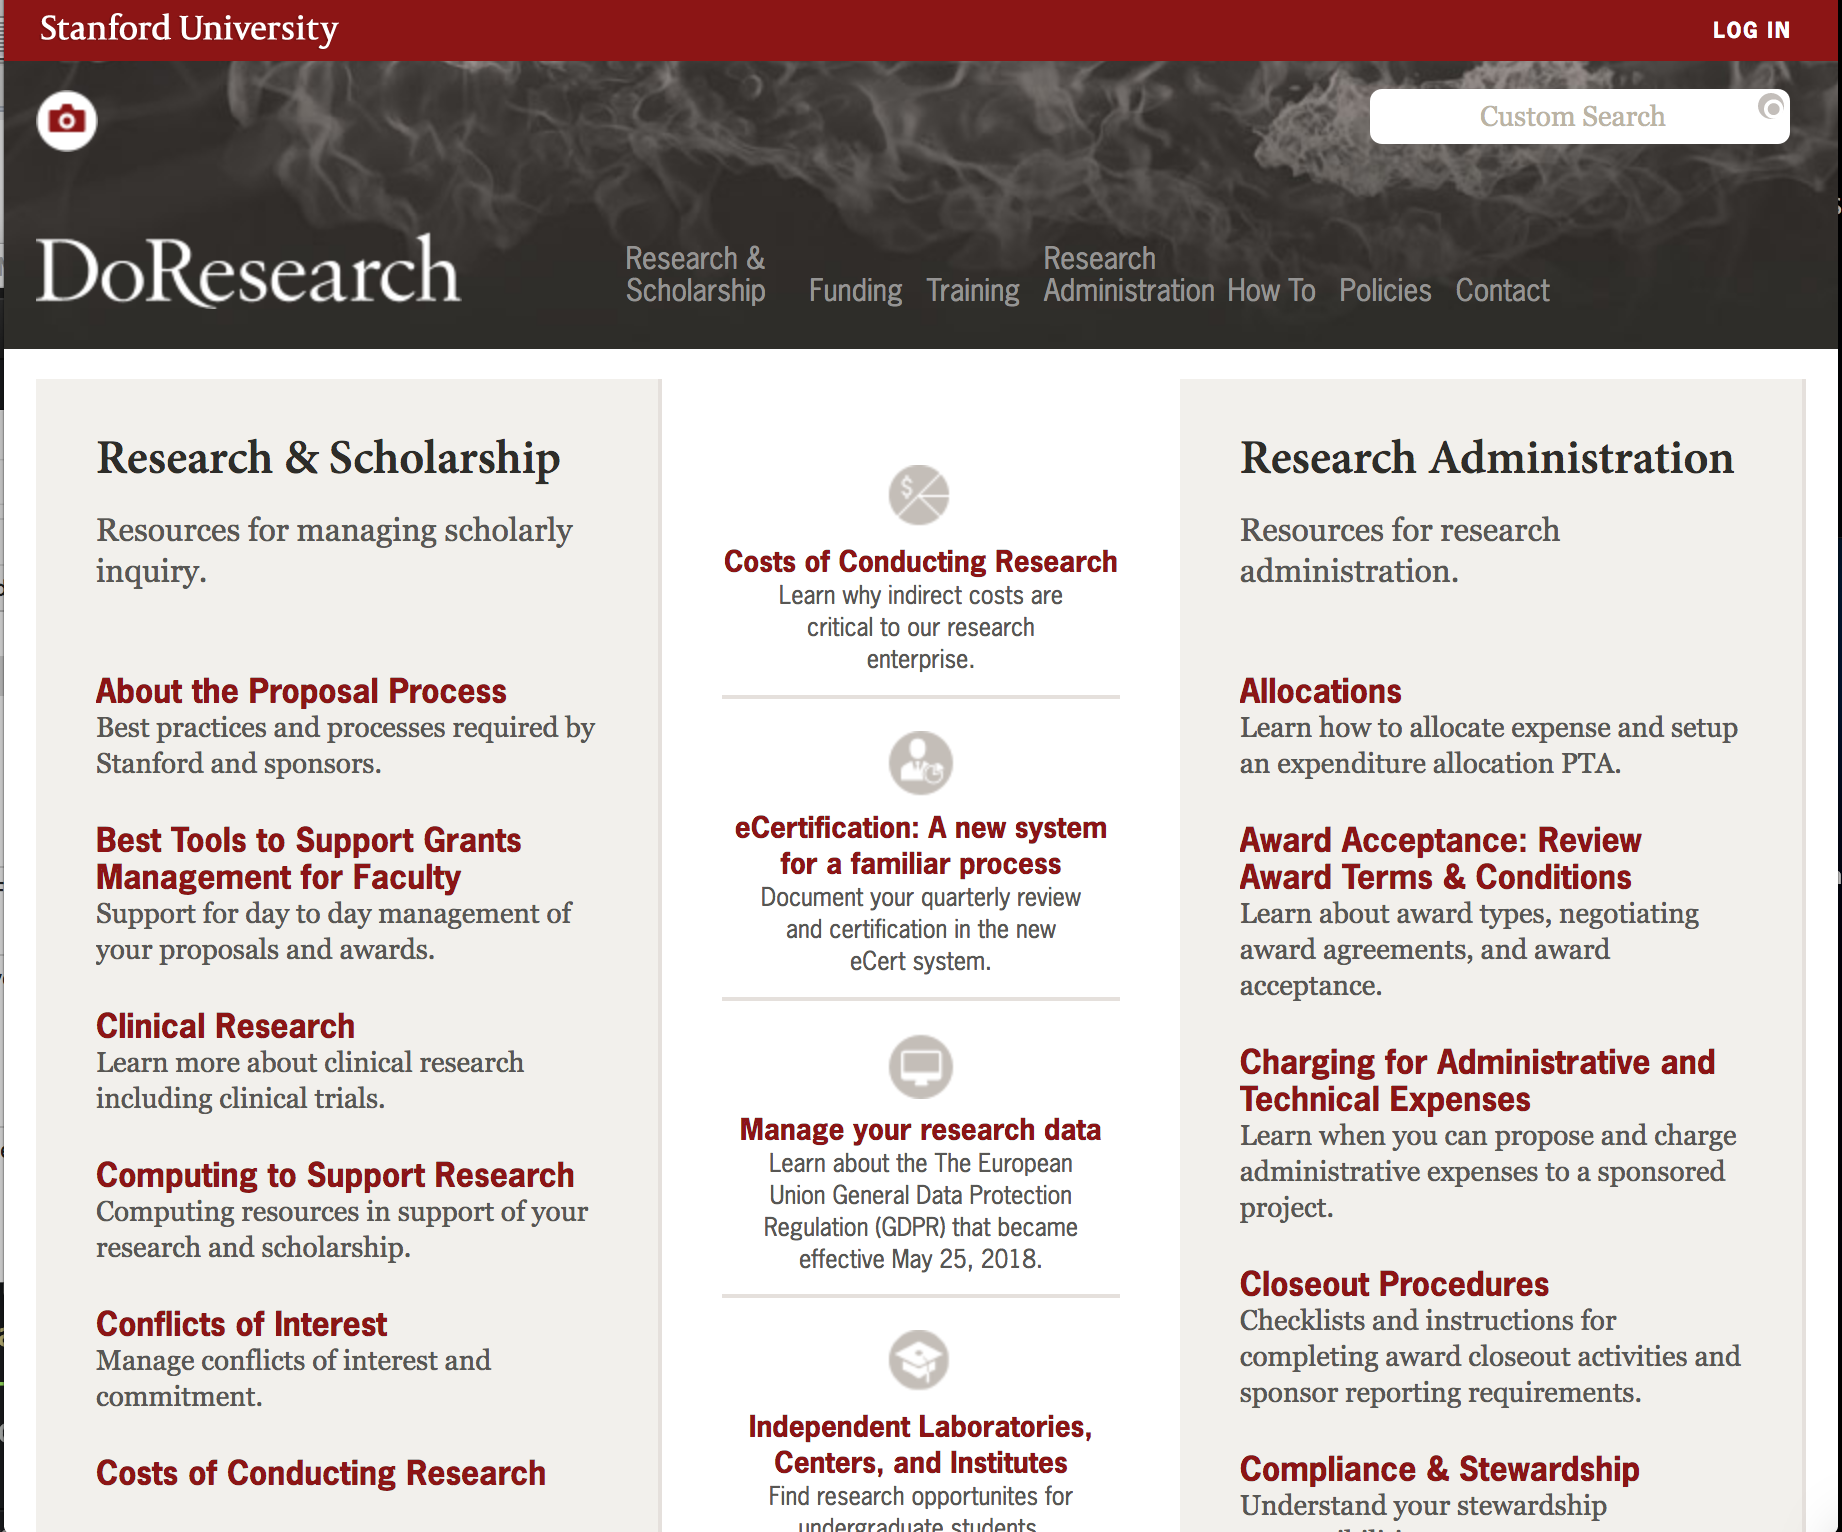 Stanford University
LOG IN
Custom Search
DoResearch
Research &
Scholarship
Funding
Training
Research
Administration
How To
Policies
Contact
Research & Scholarship
Resources for managing scholarly
inquiry.
About the Proposal Process
Best practices and processes required by
Stanford and sponsors.
Best Tools to Support Grants
Management for Faculty
Support for day to day management of
your proposals and awards.
Clinical Research
Learn more about clinical research
including clinical trials.
Computing to Support Research
Computing resources in support of your
research and scholarship.
Conflicts of Interest
Manage conflicts of interest and
commitment.
Costs of Conducting Research
Costs of Conducting Research
Learn why indirect costs are
critical to our research
enterprise.
eCertification: A new system
for a familiar process
Document your quarterly review
and certification in the new
eCert system.
Manage your research data
Learn about the The European
Union General Data Protection
Regulation (GDPR) that became
effective May 25, 2018.
Independent Laboratories,
Centers, and Institutes
Find research opportunites for
undergraduate students
Research Administration
Resources for research
administration.
Allocations
Learn how to allocate expense and setup
an expenditure allocation PTA.
Award Acceptance: Review
Award Terms & Conditions
Learn about award types, negotiating
award agreements, and award
acceptance.
Charging for Administrative and
Technical Expenses
Learn when you can propose and charge
administrative expenses to a sponsored
project.
Closeout Procedures
Checklists and instructions for
completing award closeout activities and
sponsor reporting requirements.
Compliance & Stewardship
Understand your stewardship